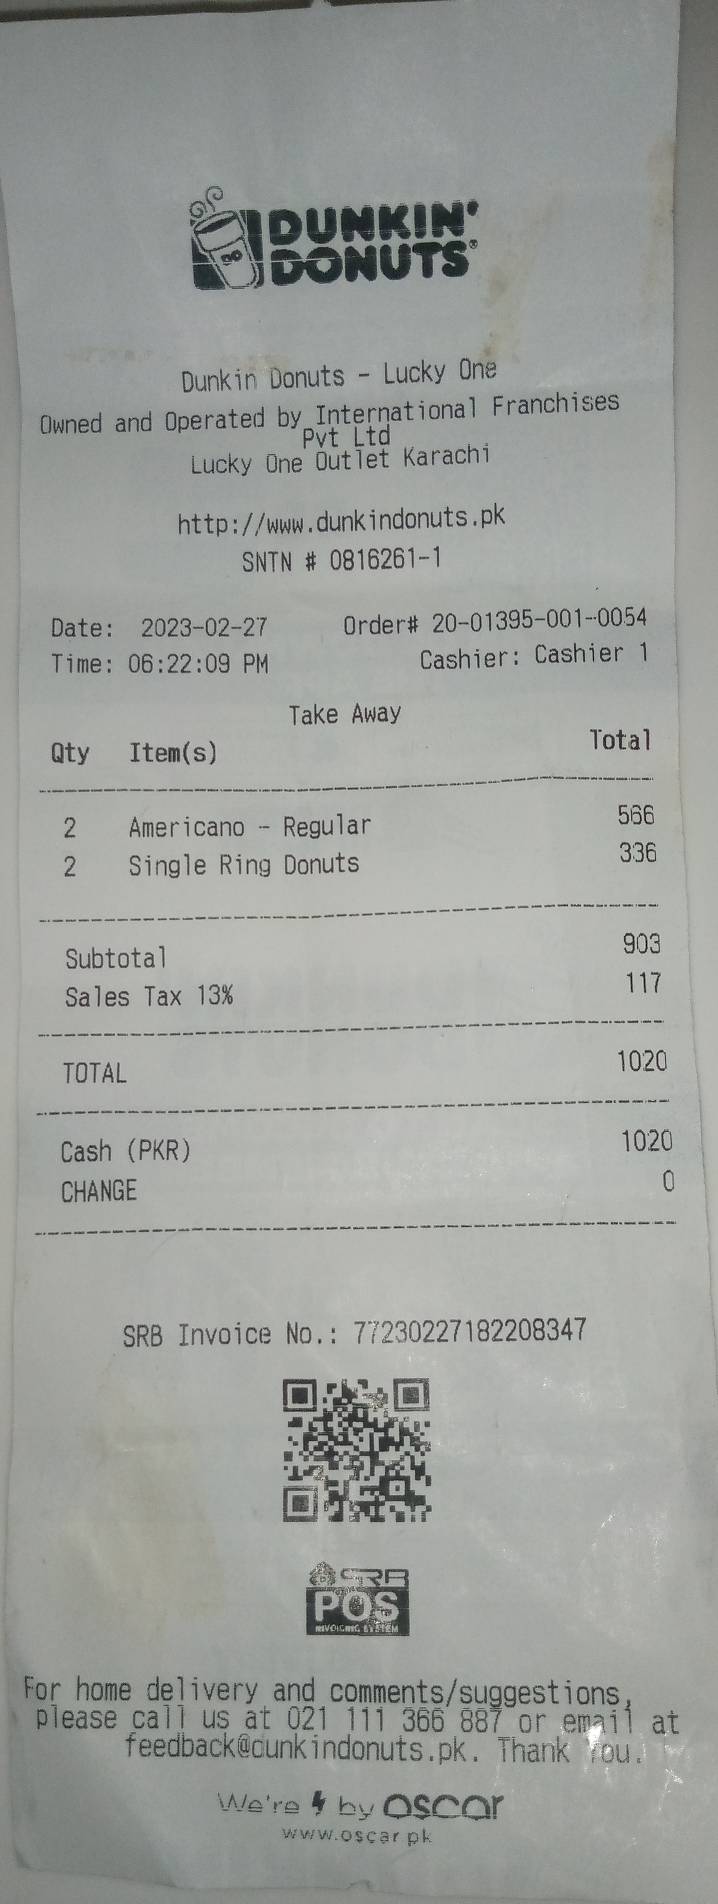 DUNKIN'
DONUTS®
Dunkin Donuts - Lucky One
Owned and Operated by International Franchises
Pvt Ltd
Lucky One Outlet Karachi
http://www.dunkindonuts.pk
SNTN # 0816261-1
Date: 2023-02-27 Order# 20-01395-001-0054
Time: 06:22:09 PM Cashier: Cashier 1
Take Away
Qty Item(s) Total
2 Americano - Regular 566
2 Single Ring Donuts 336
Subtotal 903
Sales Tax 13% 117
TOTAL 1020
Cash (PKR) 1020
CHANGE 0
SRB Invoice No.: 77230227182208347
SRB
POS
INVOICING SYSTEM
For home delivery and comments/suggestions,
please call us at 021 111 366 887 or email at
feedback@dunkindonuts.pk. Thank You.
We're by oscar
www.oscar.pk